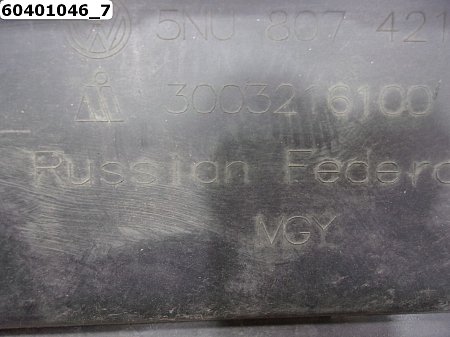 60401046_7
5NU 807 421
3003216100
Russian Federa
MGY